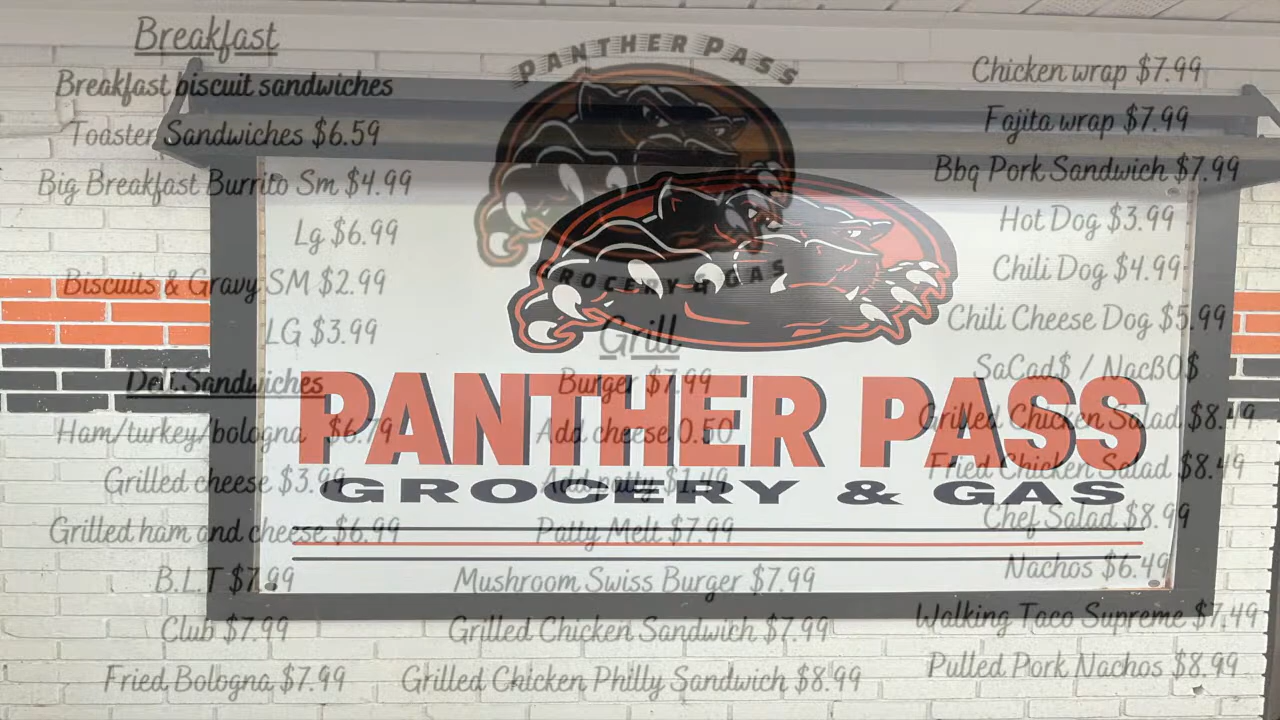 Breakfast
Breakfast biscuit sandwiches
Toaster Sandwiches $6.59
Big Breakfast Burrito Sm $4.99
Lg $6.99
Biscuits & Gravy SM $2.99
LG $3.99
Deli Sandwiches
Ham/turkey/bologna $6.79
Grilled cheese $3.99
Grilled ham and cheese $6.99
B.L.T $7.99
Club $7.99
Fried Bologna $7.99
PANTHER PASS
GROCERY & GAS
Grill
Burger $7.99
Add cheese 0.50
Add patty $1.49
Patty Melt $7.99
Mushroom Swiss Burger $7.99
Grilled Chicken Sandwich $7.99
Grilled Chicken Philly Sandwich $8.99
PANTHER PASS
GROCERY & GAS
Chicken wrap $7.99
Fajita wrap $7.99
Bbq Pork Sandwich $7.99
Hot Dog $3.99
Chili Dog $4.99
Chili Cheese Dog $5.99
SaCad$ / NacBO$
Grilled Chicken Salad $8.49
Fried Chicken Salad $8.49
Chef Salad $8.99
Nachos $6.49
Walking Taco Supreme $7.49
Pulled Pork Nachos $8.99